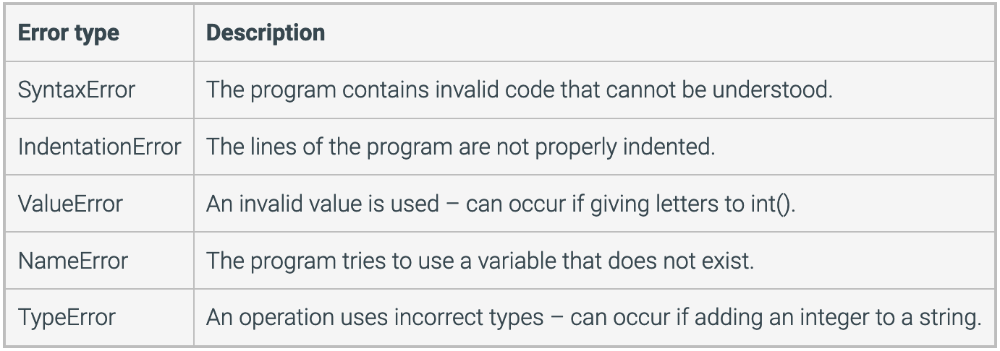 Error type Description
SyntaxError The program contains invalid code that cannot be understood.
IndentationError The lines of the program are not properly indented.
ValueError An invalid value is used – can occur if giving letters to int().
NameError The program tries to use a variable that does not exist.
TypeError An operation uses incorrect types – can occur if adding an integer to a string.